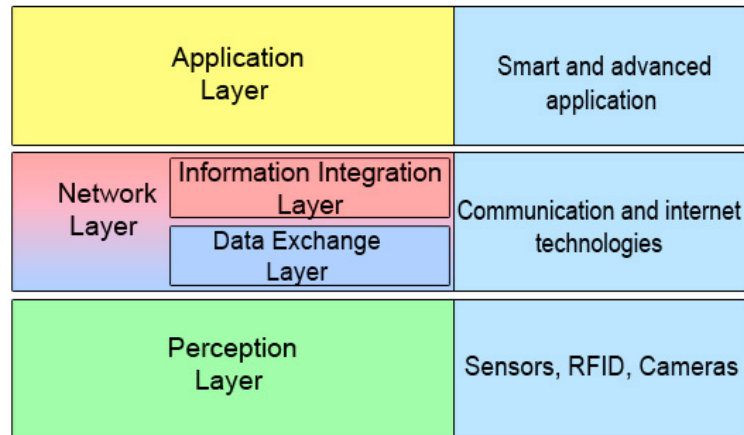 Application
Layer
Smart and advanced
application
Network
Layer
Information Integration
Layer
Data Exchange
Layer
Communication and internet
technologies
Perception
Layer
Sensors, RFID, Cameras